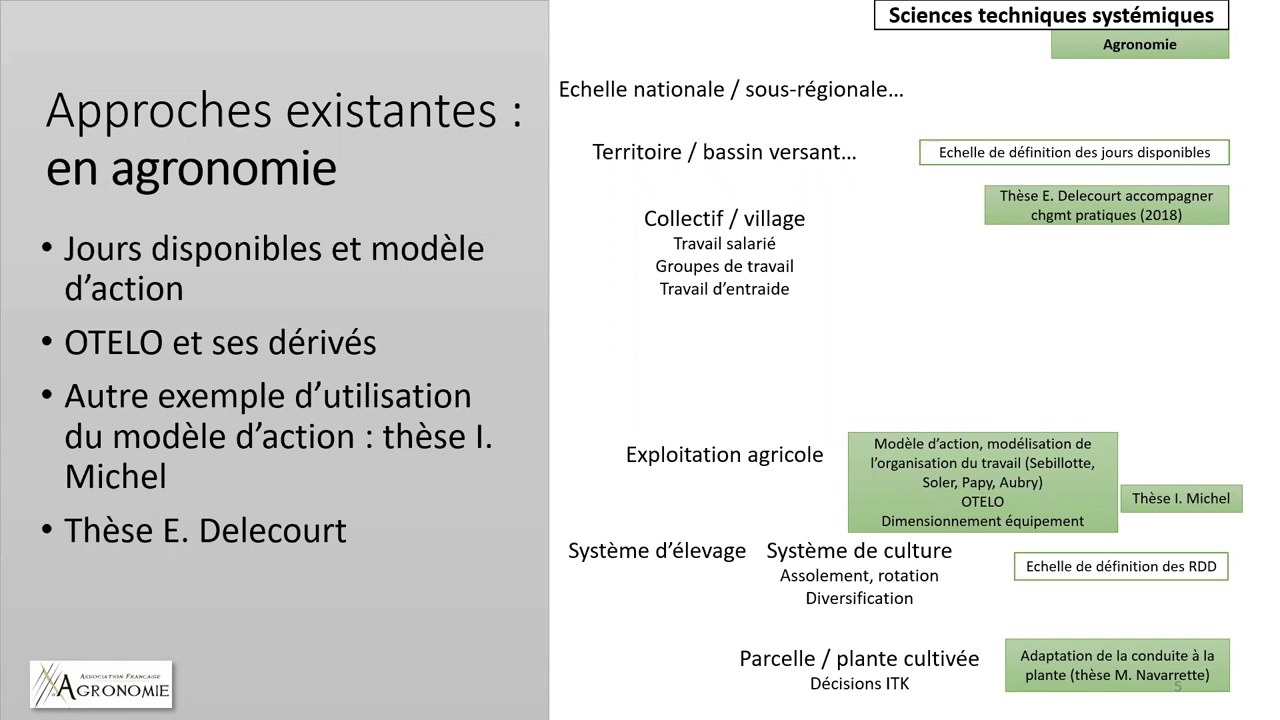 Approches existantes :
en agronomie
• Jours disponibles et modèle
d’action
• OTELO et ses dérivés
• Autre exemple d’utilisation
du modèle d’action : thèse I.
Michel
• Thèse E. Delecourt
ASSOCIATION FRANÇAISE
AGRONOMIE
Sciences techniques systémiques
Agronomie
Echelle nationale / sous-régionale…
Territoire / bassin versant…
Echelle de définition des jours disponibles
Thèse E. Delecourt accompagner
chgmt pratiques (2018)
Collectif / village
Travail salarié
Groupes de travail
Travail d’entraide
Exploitation agricole
Modèle d’action, modélisation de
l’organisation du travail (Sebillotte,
Soler, Papy, Aubry)
OTELO
Dimensionnement équipement
Thèse I. Michel
Système d’élevage
Système de culture
Assolement, rotation
Diversification
Echelle de définition des RDD
Parcelle / plante cultivée
Décisions ITK
Adaptation de la conduite à la
plante (thèse M. Navarrette)
5